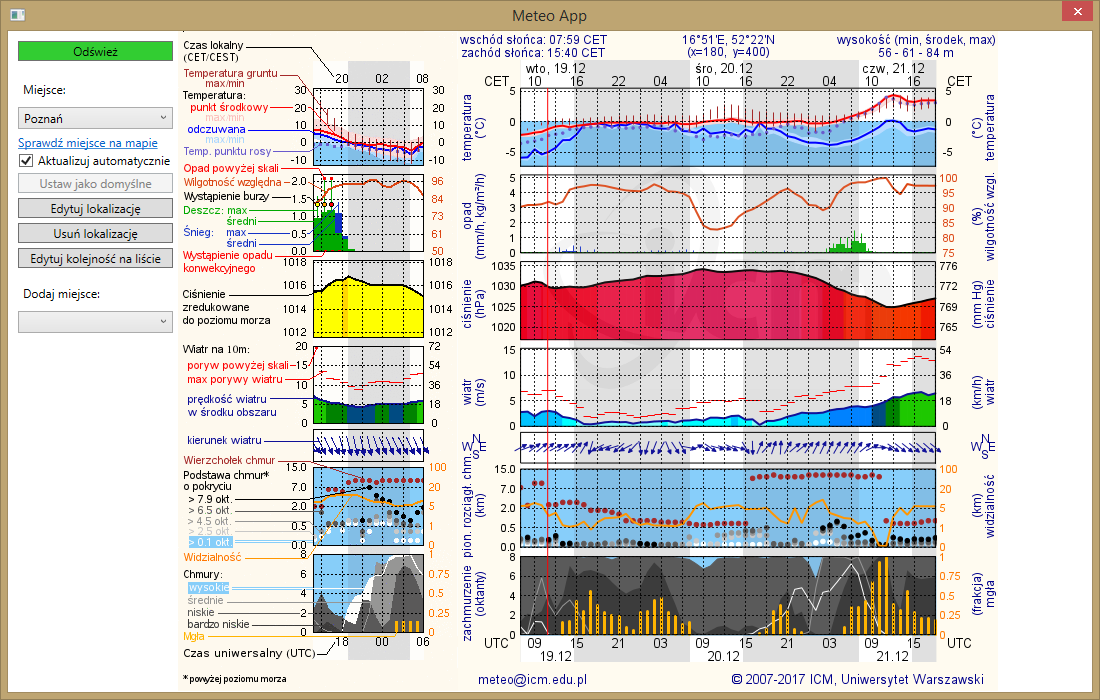 Meteo App
Odśwież
Miejsce:
Poznań
Sprawdź miejsce na mapie
Aktualizuj automatycznie
Ustaw jako domyślne
Edytuj lokalizację
Usuń lokalizację
Edytuj kolejność na liście
Dodaj miejsce:
Czas lokalny
(CET/CEST)
20 02 08
Temperatura gruntu
max/min
Temperatura:
punkt środkowy
max/min
odczuwana
max/min
Temp. punktu rosy
30 30
20 20
10 10
0 0
-10 -10
Opad powyżej skali
Wilgotność względna
Wystąpienie burzy
Deszcz: max
średni
Śnieg: max
średni
Wystąpienie opadu
konwekcyjnego
2.0 96
1.5 84
1.0 73
0.5 61
0.0 50
Ciśnienie
zredukowane
do poziomu morza
1018 1018
1016 1016
1014 1014
1012 1012
Wiatr na 10m:
poryw powyżej skali
max porywy wiatru
prędkość wiatru
w środku obszaru
20 72
15 54
10 36
5 18
0 0
kierunek wiatru
Wierzchołek chmur
Podstawa chmur*
o pokryciu
> 7.9 okt.
> 6.5 okt.
> 4.5 okt.
> 2.5 okt.
> 0.1 okt.
Widzialność
15.0 100
7.0 20
2.0 5
0.5 1
0.0 0
Chmury:
wysokie
średnie
niskie
bardzo niskie
Mgła
8 1
6 0.75
4 0.5
2 0.25
0 0
18 00 06
Czas uniwersalny (UTC)
*powyżej poziomu morza
wschód słońca: 07:59 CET
zachód słońca: 15:40 CET
16°51'E, 52°22'N
(x=180, y=400)
wysokość (min, środek, max)
56 - 61 - 84 m
wto, 19.12 śro, 20.12 czw, 21.12
CET 10 16 22 04 10 16 22 04 10 16 CET
temperatura
(°C)
5 5
0 0
-5 -5
temperatura
(°C)
opad
(mm/h, kg/m²/h)
5 100
4 95
3 90
2 85
1 80
0 75
(%)
wilgotność wzgl.
ciśnienie
(hPa)
1035 776
1030 772
1025 769
1020 765
(mm Hg)
ciśnienie
wiatr
(m/s)
15 54
10 36
5 18
0 0
(km/h)
wiatr
N
W E
S
N
W E
S
pion. rozciągł. chm.
(km)
15.0 100
7.0 20
2.0 5
0.5 1
0.0 0
(km)
widzialność
zachmurzenie
(oktanty)
8 1
6 0.75
4 0.5
2 0.25
0 0
(frakcja)
mgła
UTC 09 15 21 03 09 15 21 03 09 15 UTC
19.12 20.12 21.12
meteo@icm.edu.pl
© 2007-2017 ICM, Uniwersytet Warszawski